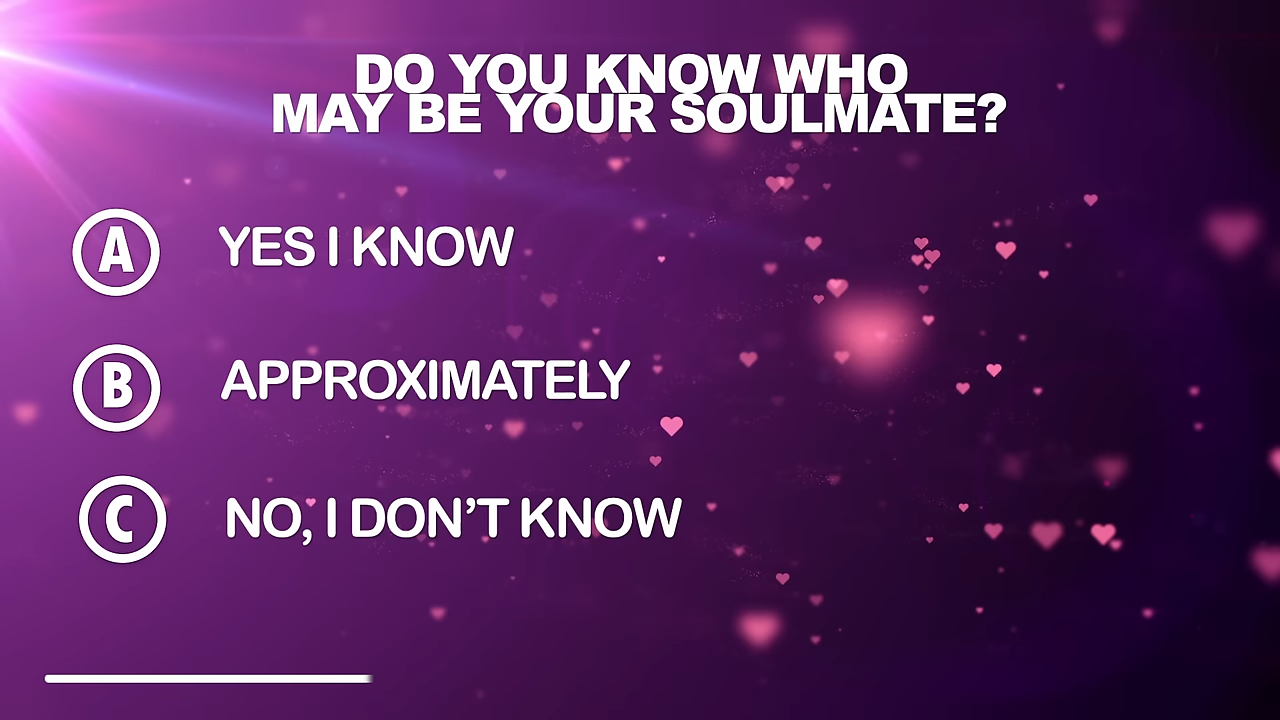 DO YOU KNOW WHO
MAY BE YOUR SOULMATE?
A YES I KNOW
B APPROXIMATELY
C NO, I DON’T KNOW